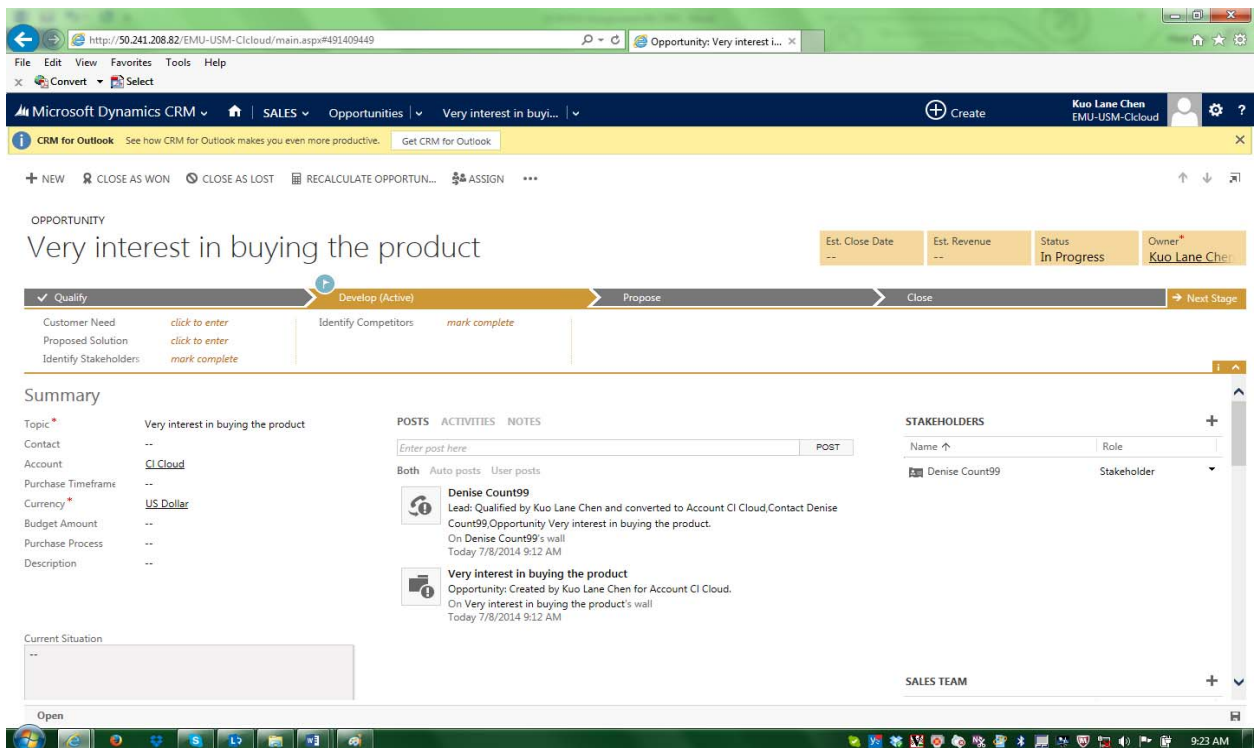 http://50.241.208.82/EMU-USM-CIcloud/main.aspx#491409449
Opportunity: Very interest i...
File Edit View Favorites Tools Help
x Convert Select
Microsoft Dynamics CRM SALES Opportunities Very interest in buyi... Create Kuo Lane Chen
EMU-USM-CIcloud
?
CRM for Outlook See how CRM for Outlook makes you even more productive. Get CRM for Outlook
+ NEW CLOSE AS WON CLOSE AS LOST RECALCULATE OPPORTUN... ASSIGN •••
OPPORTUNITY
Very interest in buying the product
Est. Close Date Est. Revenue Status Owner*
-- -- In Progress Kuo Lane Chen
✓ Qualify Develop (Active) Propose Close → Next Stage
Customer Need click to enter Identify Competitors mark complete
Proposed Solution click to enter
Identify Stakeholders mark complete
Summary
Topic* Very interest in buying the product
Contact --
Account CI Cloud
Purchase Timeframe --
Currency* US Dollar
Budget Amount --
Purchase Process --
Description --
Current Situation
--
POSTS ACTIVITIES NOTES
Enter post here POST
Both Auto posts User posts
Denise Count99
Lead: Qualified by Kuo Lane Chen and converted to Account CI Cloud,Contact Denise
Count99,Opportunity Very interest in buying the product.
On Denise Count99's wall
Today 7/8/2014 9:12 AM
Very interest in buying the product
Opportunity: Created by Kuo Lane Chen for Account CI Cloud.
On Very interest in buying the product's wall
Today 7/8/2014 9:12 AM
STAKEHOLDERS +
Name ↑ Role
Denise Count99 Stakeholder
SALES TEAM +
Open
9:23 AM